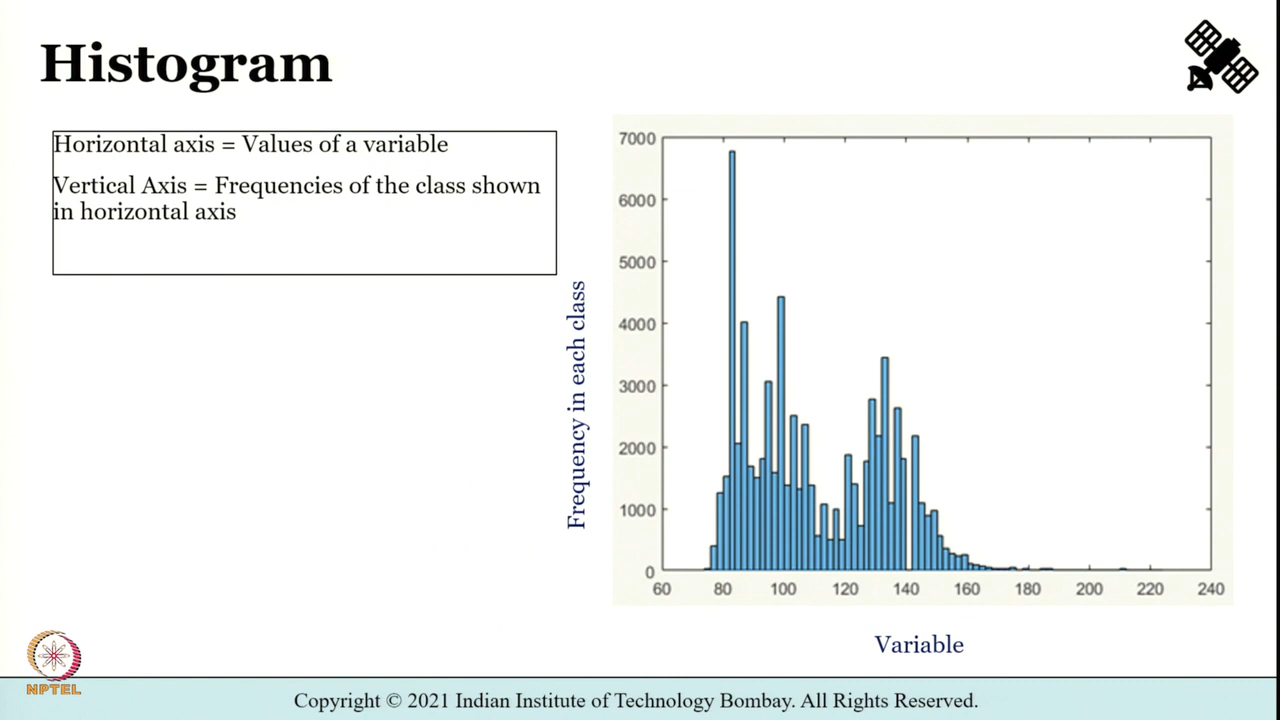 Histogram
Horizontal axis = Values of a variable
Vertical Axis = Frequencies of the class shown
in horizontal axis
Frequency in each class
7000
6000
5000
4000
3000
2000
1000
0
60 80 100 120 140 160 180 200 220 240
Variable
NPTEL
Copyright © 2021 Indian Institute of Technology Bombay. All Rights Reserved.